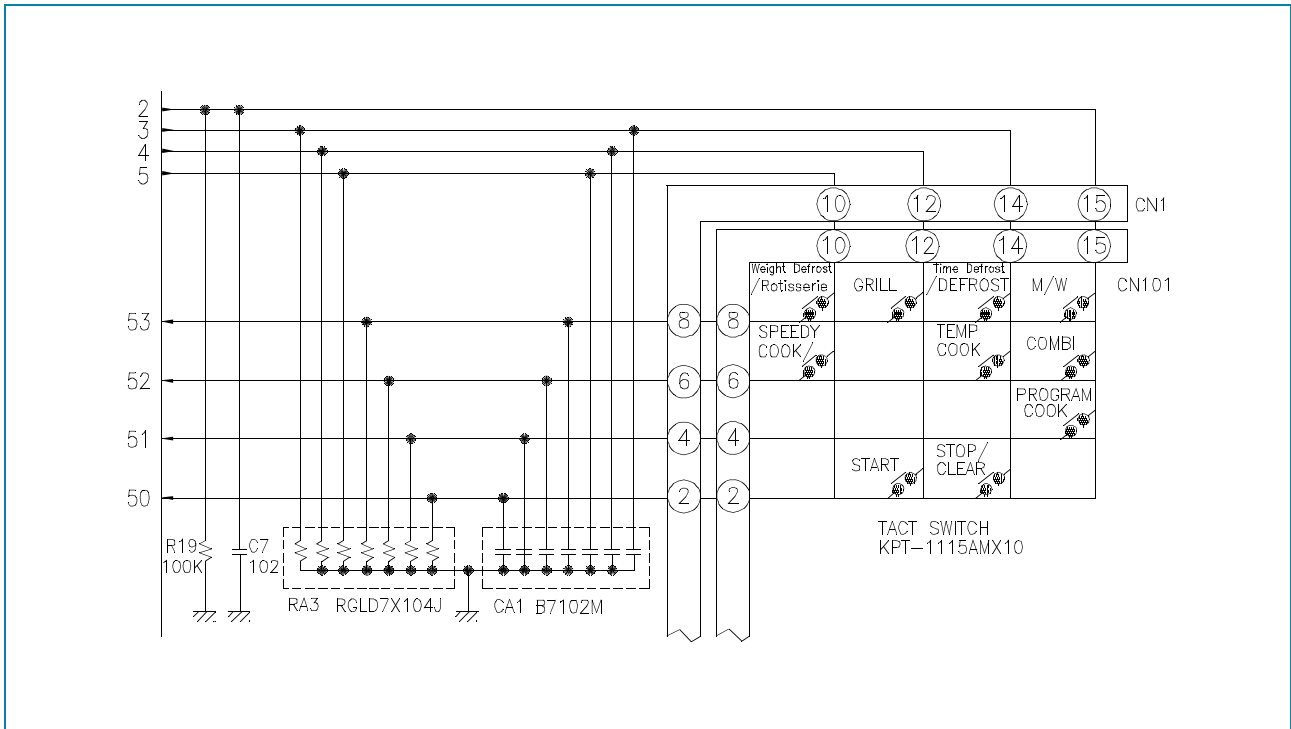 2
3
4
5
10 12 14 15 CN1
10 12 14 15
Weight Defrost
/Rotisserie
GRILL
Time Defrost
/DEFROST
M/W
CN101
53
8 8
SPEEDY
COOK/
TEMP
COOK
COMBI
52
6 6
PROGRAM
COOK
51
4 4
START
STOP/
CLEAR
50
2 2
R19
100K
C7
102
RA3 RGLD7X104J
CA1 B7102M
TACT SWITCH
KPT-1115AMX10